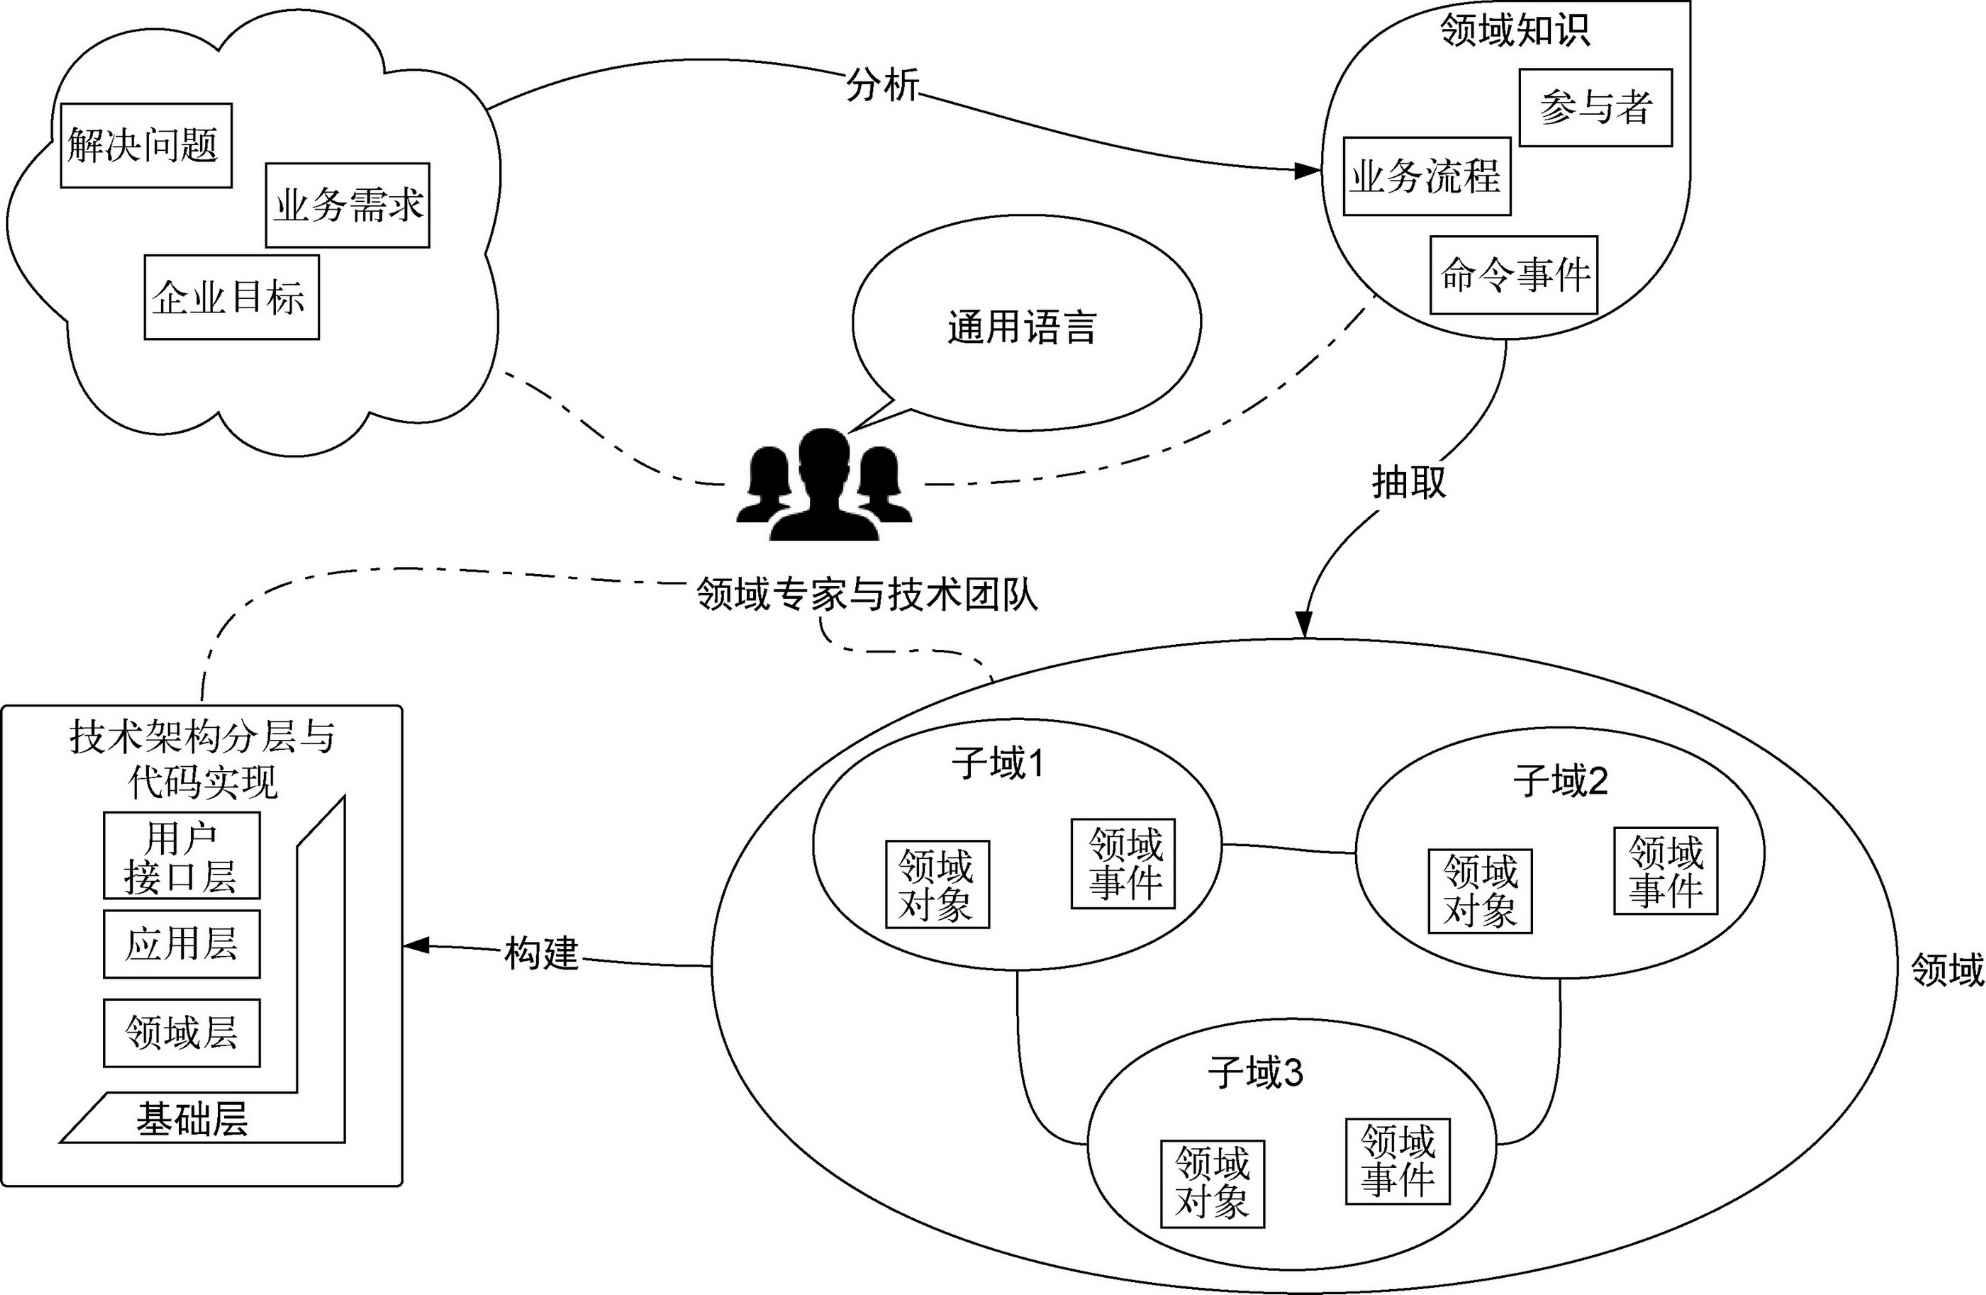 领域知识
参与者
业务流程
命令事件
分析
解决问题
业务需求
企业目标
通用语言
抽取
领域专家与技术团队
技术架构分层与
代码实现
用户
接口层
应用层
领域层
基础层
构建
子域1
领域
对象
领域
事件
子域2
领域
对象
领域
事件
子域3
领域
对象
领域
事件
领域